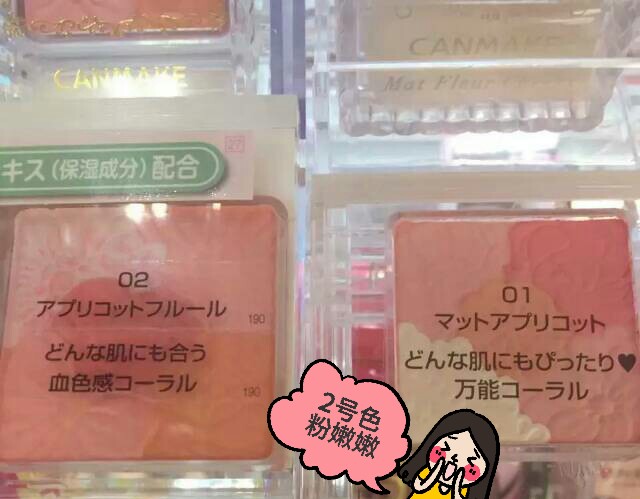 CANMAKE
キス(保湿成分)配合
27
02
アプリコットフルール
190
どんな肌にも合う
血色感コーラル
190
CANMAKE
Mat Fleur
01
マットアプリコット
どんな肌にもぴったり♥
万能コーラル
2号色
粉嫩嫩